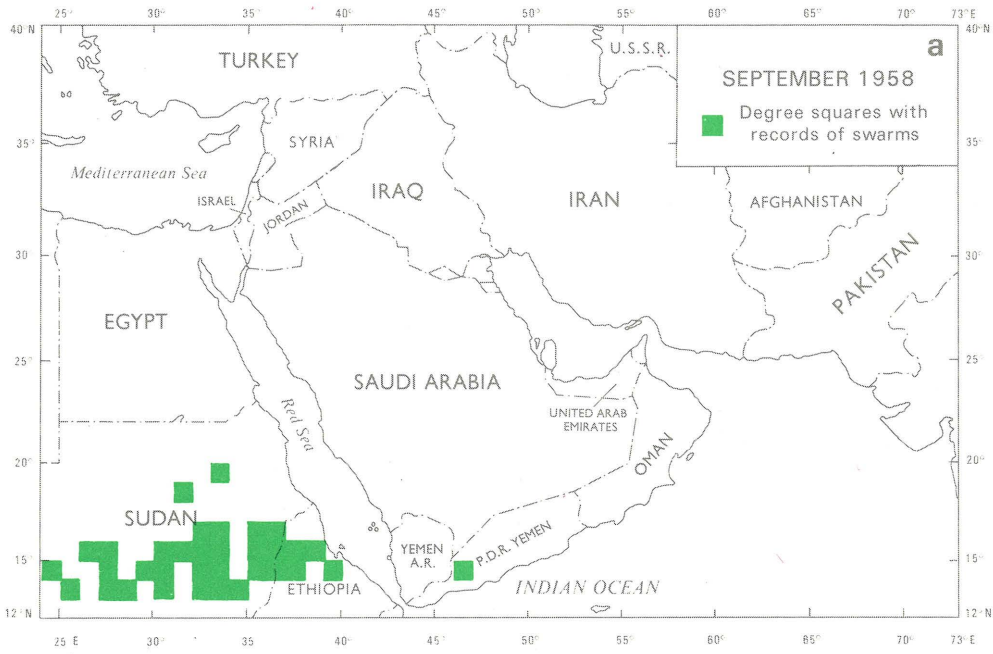 25° 30° 35° 40° 45° 50° 55° 60° 65° 70° 73°E
40°N
40°N
a
U.S.S.R.
TURKEY
SEPTEMBER 1958
Degree squares with
records of swarms
SYRIA
35°
35°
Mediterranean Sea
IRAQ
IRAN
AFGHANISTAN
ISRAEL
JORDAN
30
30°
PAKISTAN
EGYPT
25°
25°
SAUDI ARABIA
UNITED ARAB
EMIRATES
Red Sea
OMAN
20°
20°
SUDAN
YEMEN
A.R.
P.D.R. YEMEN
15°
15°
ETHIOPIA
INDIAN OCEAN
12°N
12°N
25 E 30° 35° 40° 45° 50° 55° 60° 65° 70° 73°E